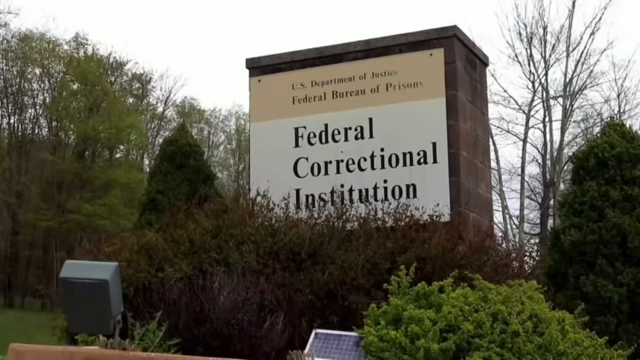 U.S. Department of Justice
Federal Bureau of Prisons
Federal
Correctional
Institution